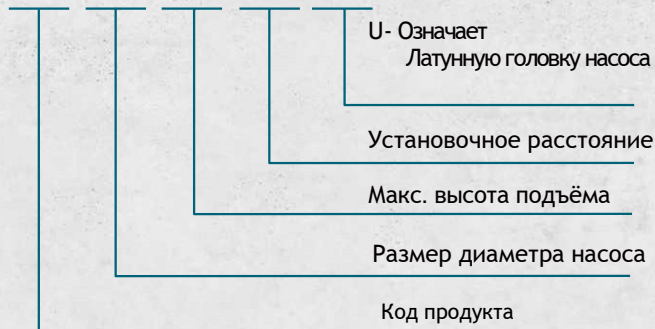 U- Означает
Латунную головку насоса
Установочное расстояние
Макс. высота подъёма
Размер диаметра насоса
Код продукта